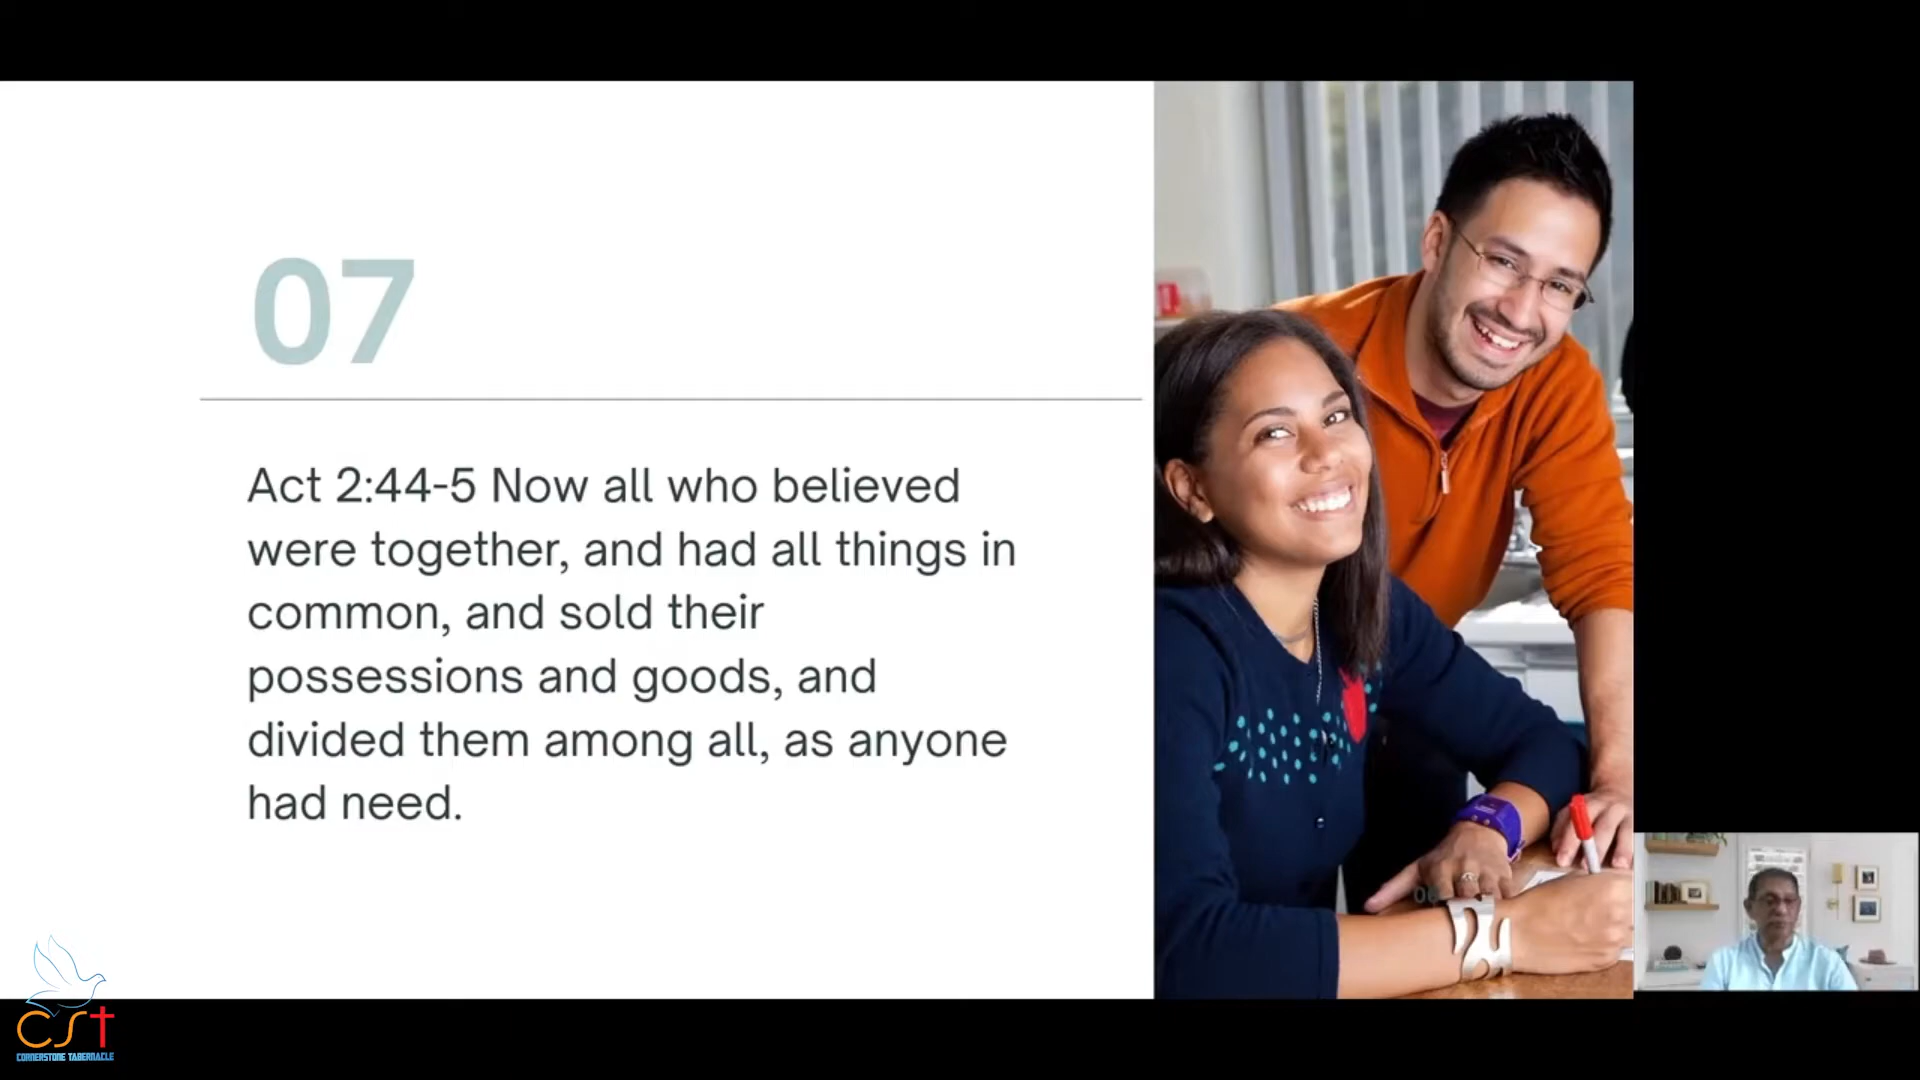 07
Act 2:44-5 Now all who believed
were together, and had all things in
common, and sold their
possessions and goods, and
divided them among all, as anyone
had need.
CST
CORNERSTONE TABERNACLE